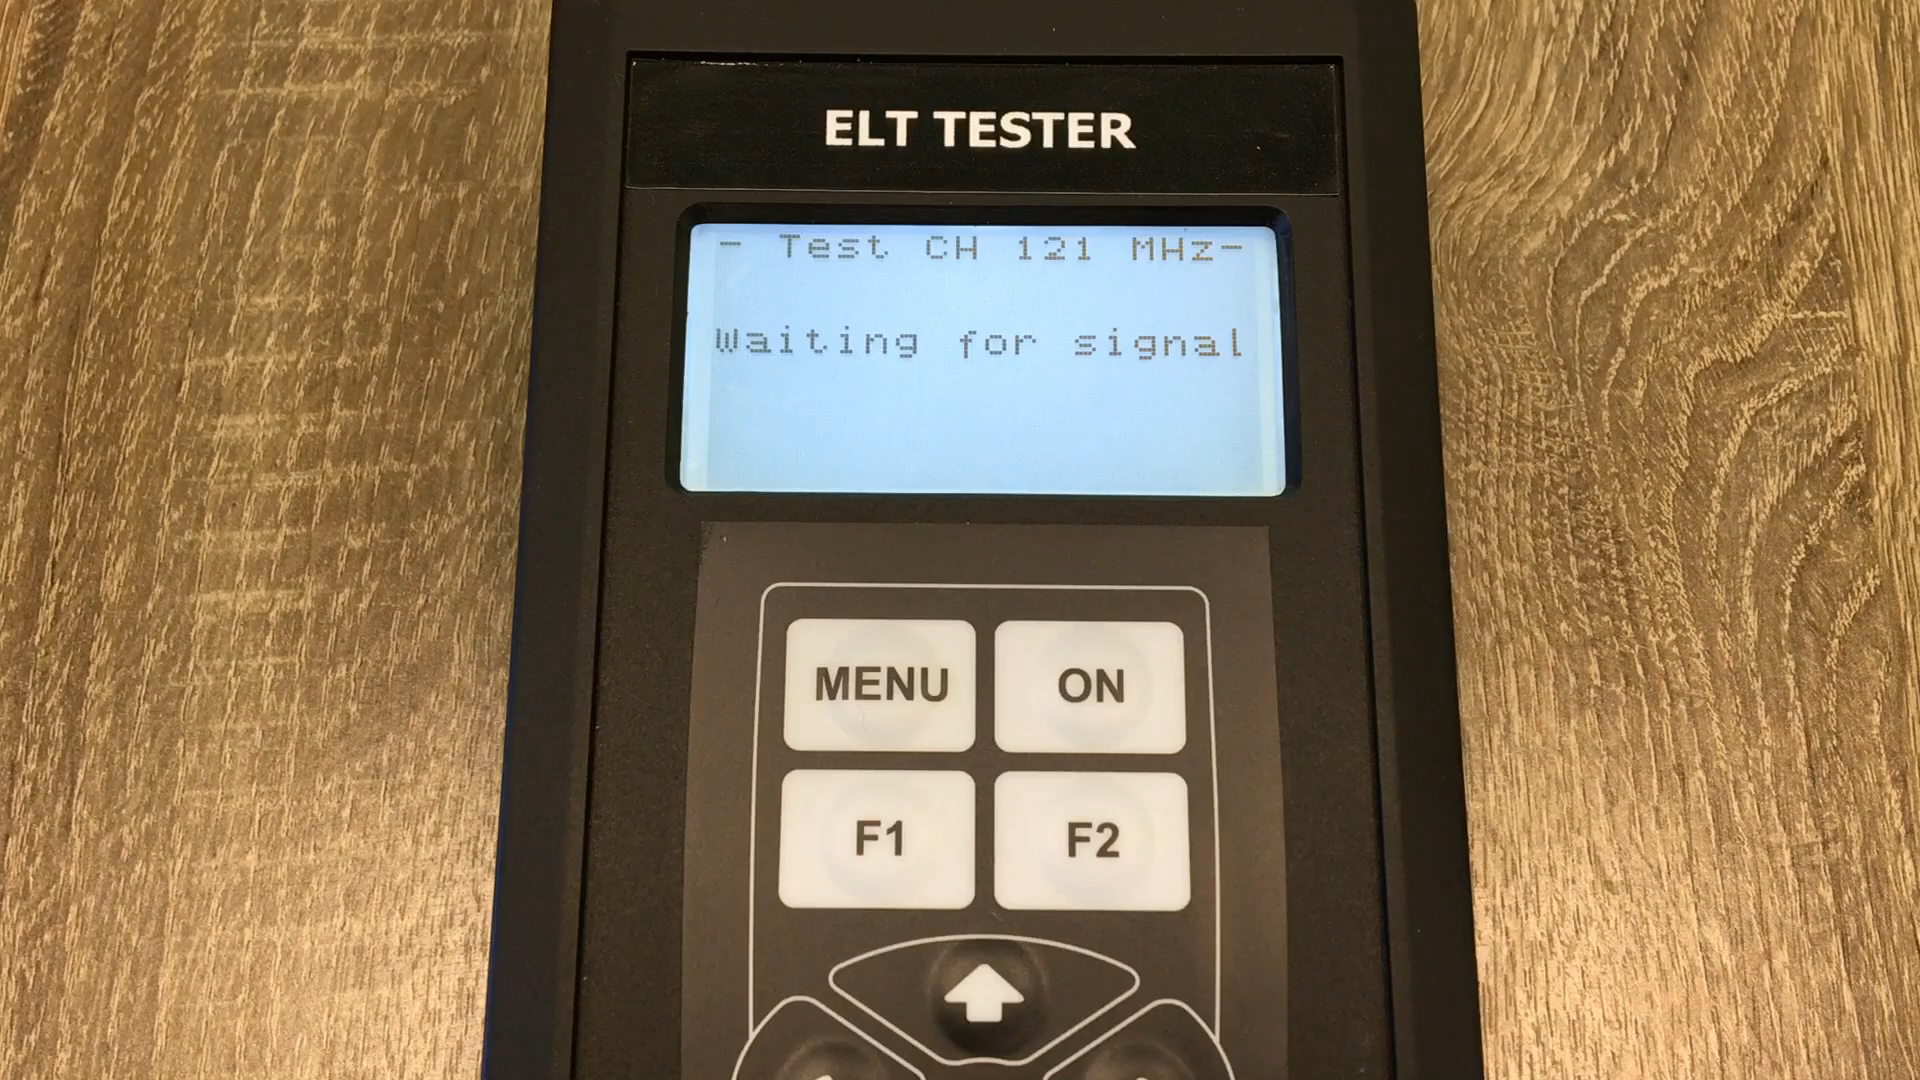 ELT TESTER
- Test CH 121 MHz-
Waiting for signal
MENU
ON
F1
F2